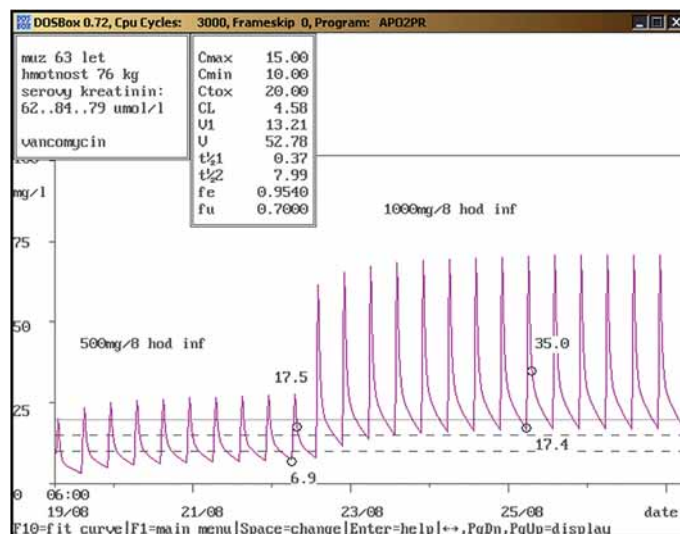 DOSBox 0.72, Cpu Cycles: 3000, Frameskip 0, Program: APO2PR
muz 63 let
hmotnost 76 kg
serovy kreatinin:
62..84..79 umol/l
vancomycin
Cmax 15.00
Cmin 10.00
Ctox 20.00
CL 4.58
V1 13.21
V 52.78
t½1 0.37
t½2 7.99
fe 0.9540
fu 0.7000
100
mg/l
75
50
25
0
1000mg/8 hod inf
500mg/8 hod inf
17.5
35.0
6.9
17.4
06:00
19/08
21/08
23/08
25/08
date
F10=fit curve|F1=main menu|Space=change|Enter=help|↔,PgDn,PgUp=display